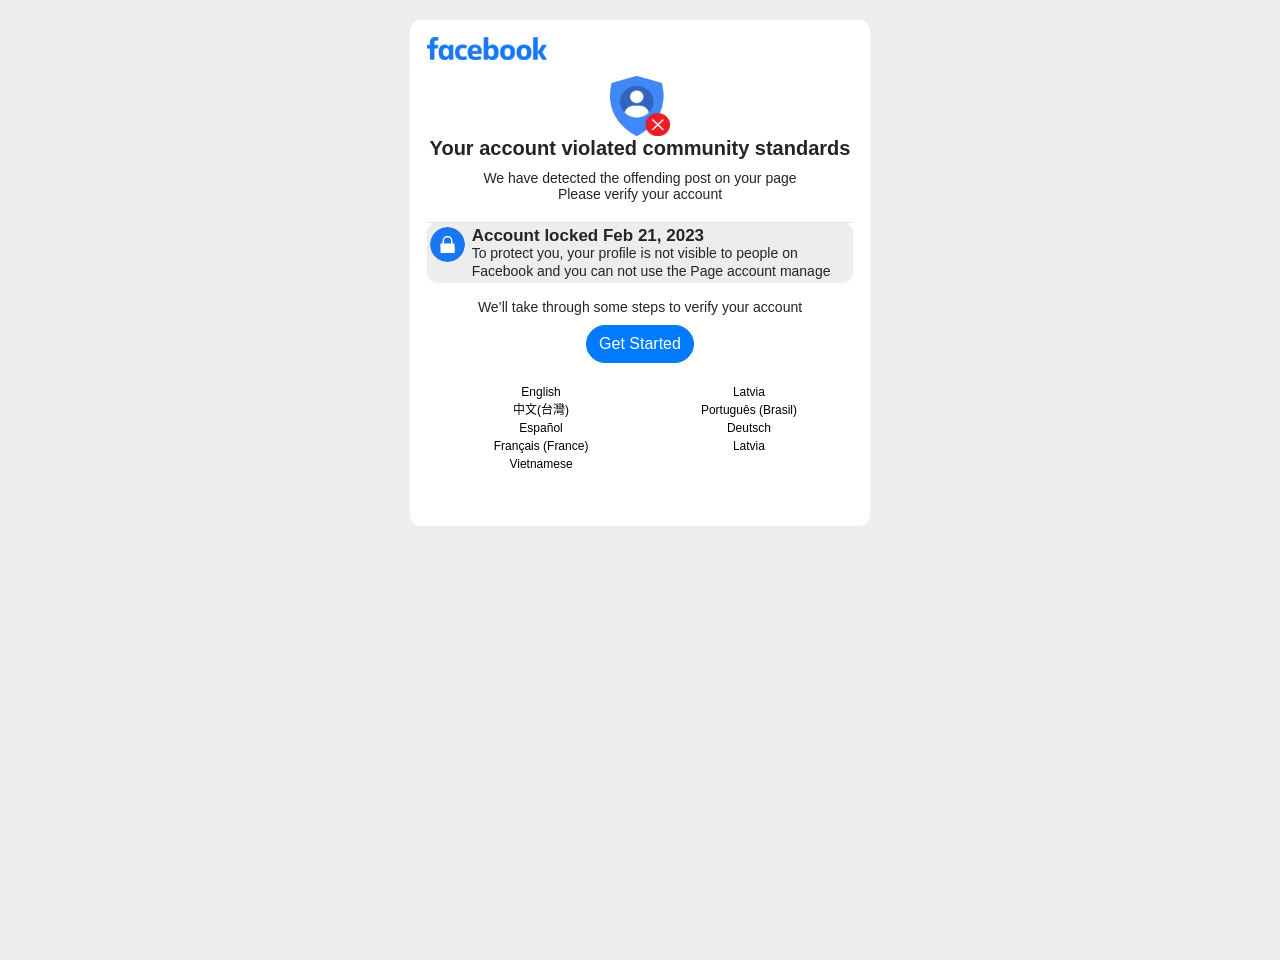 facebook
Your account violated community standards
We have detected the offending post on your page
Please verify your account
Account locked Feb 21, 2023
To protect you, your profile is not visible to people on
Facebook and you can not use the Page account manage
We’ll take through some steps to verify your account
Get Started
English
中文(台灣)
Español
Français (France)
Vietnamese
Latvia
Português (Brasil)
Deutsch
Latvia